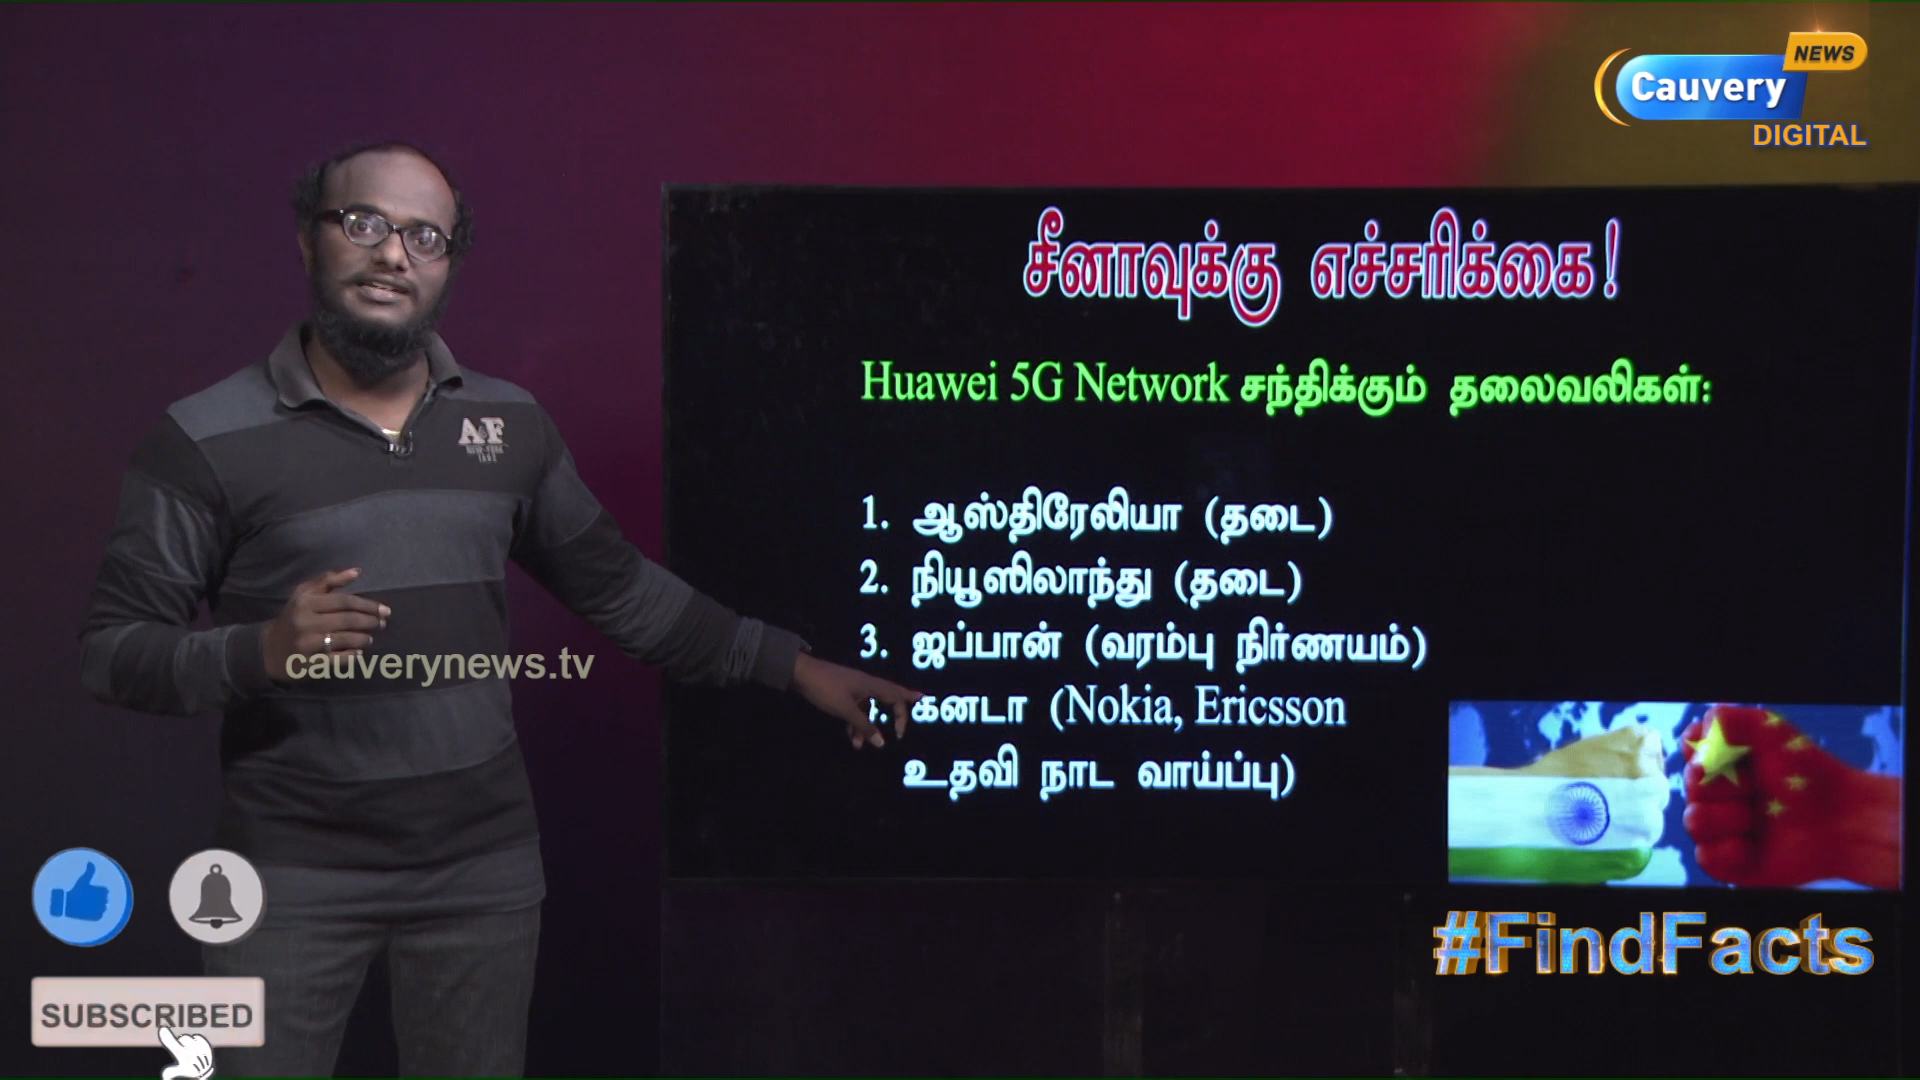 NEWS
Cauvery
DIGITAL
சீனாவுக்கு எச்சரிக்கை!
Huawei 5G Network சந்திக்கும் தலைவலிகள்:
1. ஆஸ்திரேலியா (தடை)
2. நியூஸிலாந்து (தடை)
3. ஜப்பான் (வரம்பு நிர்ணயம்)
4. கனடா (Nokia, Ericsson
உதவி நாட வாய்ப்பு)
A&F
cauverynews.tv
#FindFacts
SUBSCRIBED